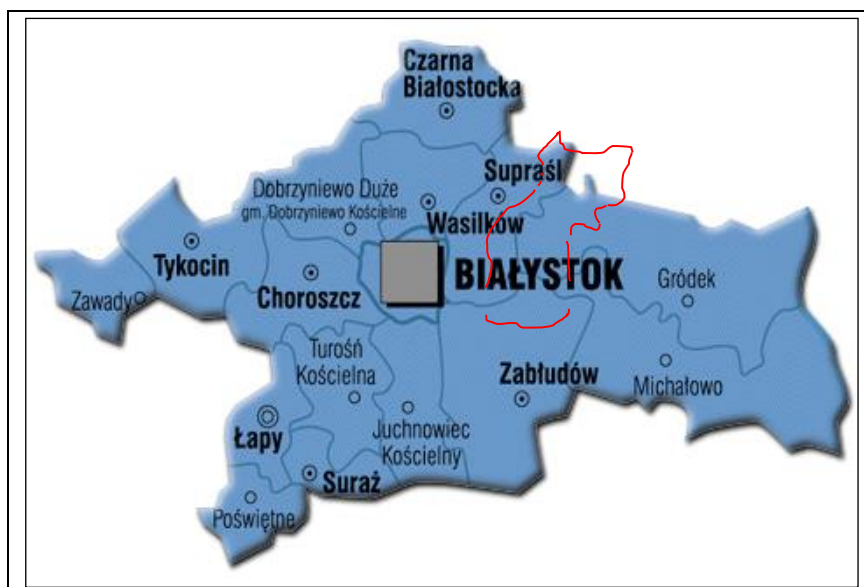 Czarna
Białostocka
Supraśl
Dobrzyniewo Duże
gm. Dobrzyniewo Kościelne
Wasilków
Tykocin
BIAŁYSTOK
Choroszcz
Gródek
Zawady
Turośń
Kościelna
Zabłudów
Michałowo
Łapy
Juchnowiec
Kościelny
Suraż
Poświętne